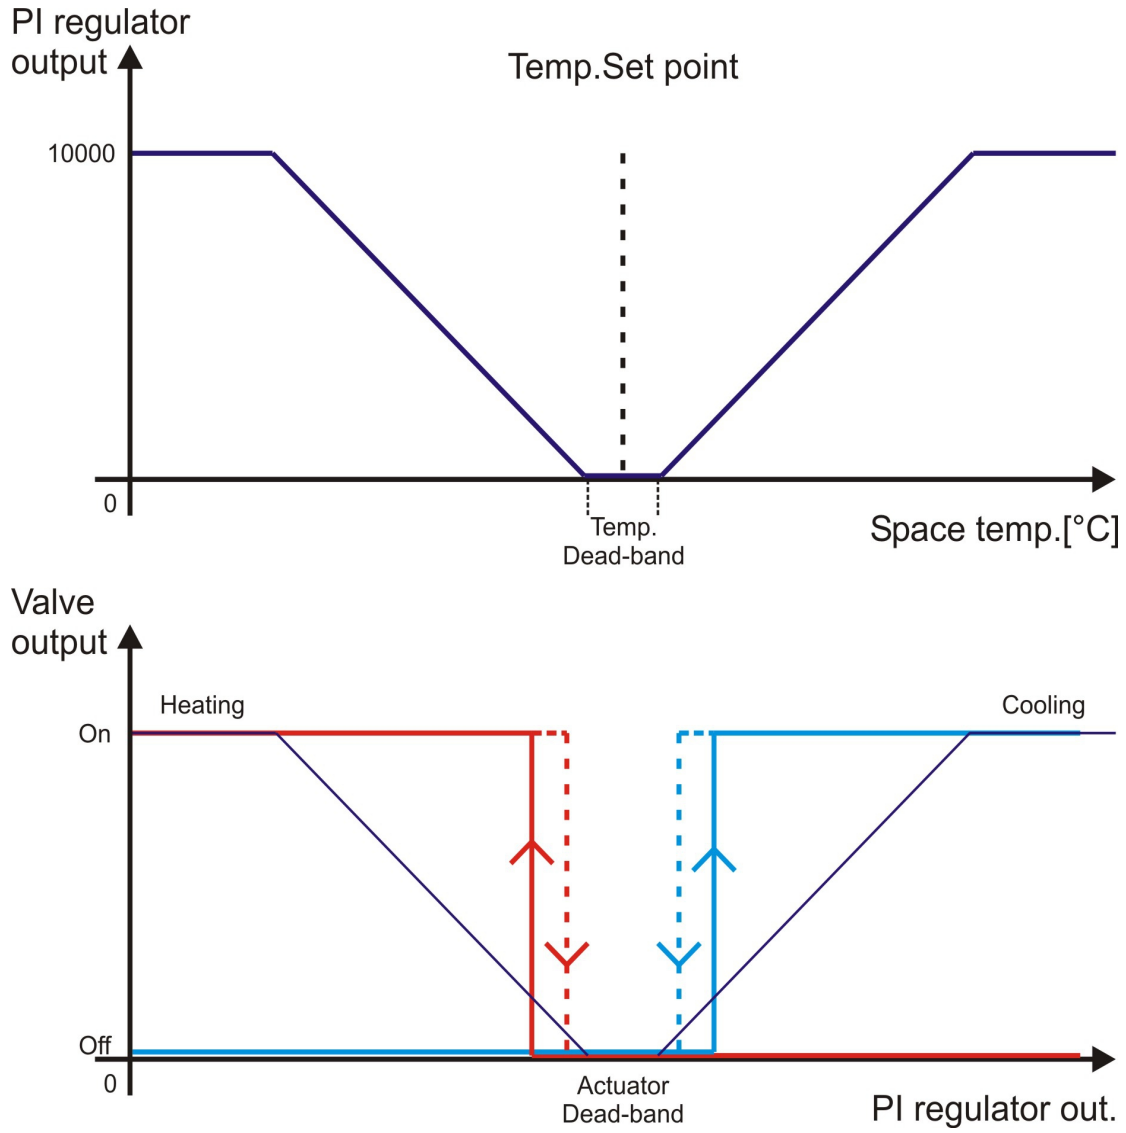 PI regulator
output
Temp.Set point
10000
0
Temp.
Dead-band
Space temp.[°C]
Valve
output
Heating
Cooling
On
Off
0
Actuator
Dead-band
PI regulator out.